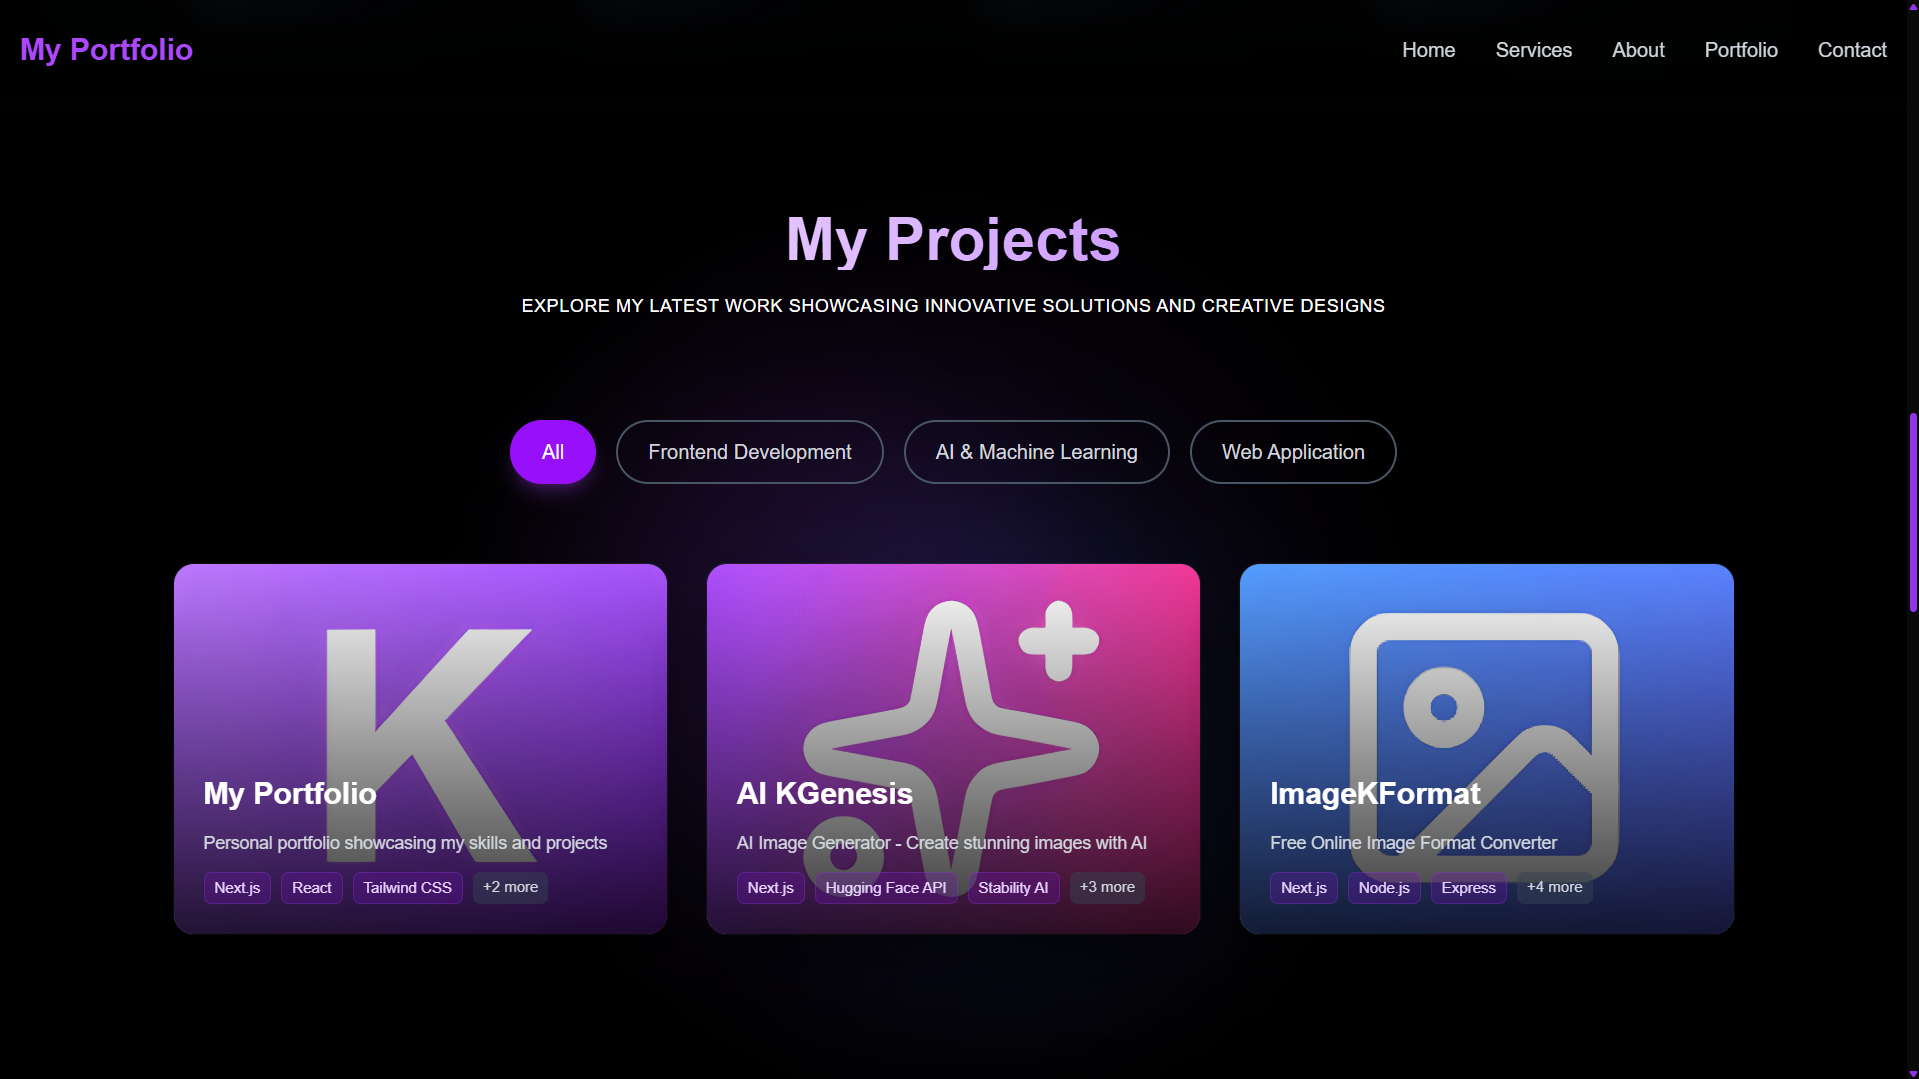 My Portfolio
Home Services About Portfolio Contact
My Projects
EXPLORE MY LATEST WORK SHOWCASING INNOVATIVE SOLUTIONS AND CREATIVE DESIGNS
All Frontend Development AI & Machine Learning Web Application
K
My Portfolio
Personal portfolio showcasing my skills and projects
Next.js React Tailwind CSS +2 more
AI KGenesis
AI Image Generator - Create stunning images with AI
Next.js Hugging Face API Stability AI +3 more
ImageKFormat
Free Online Image Format Converter
Next.js Node.js Express +4 more